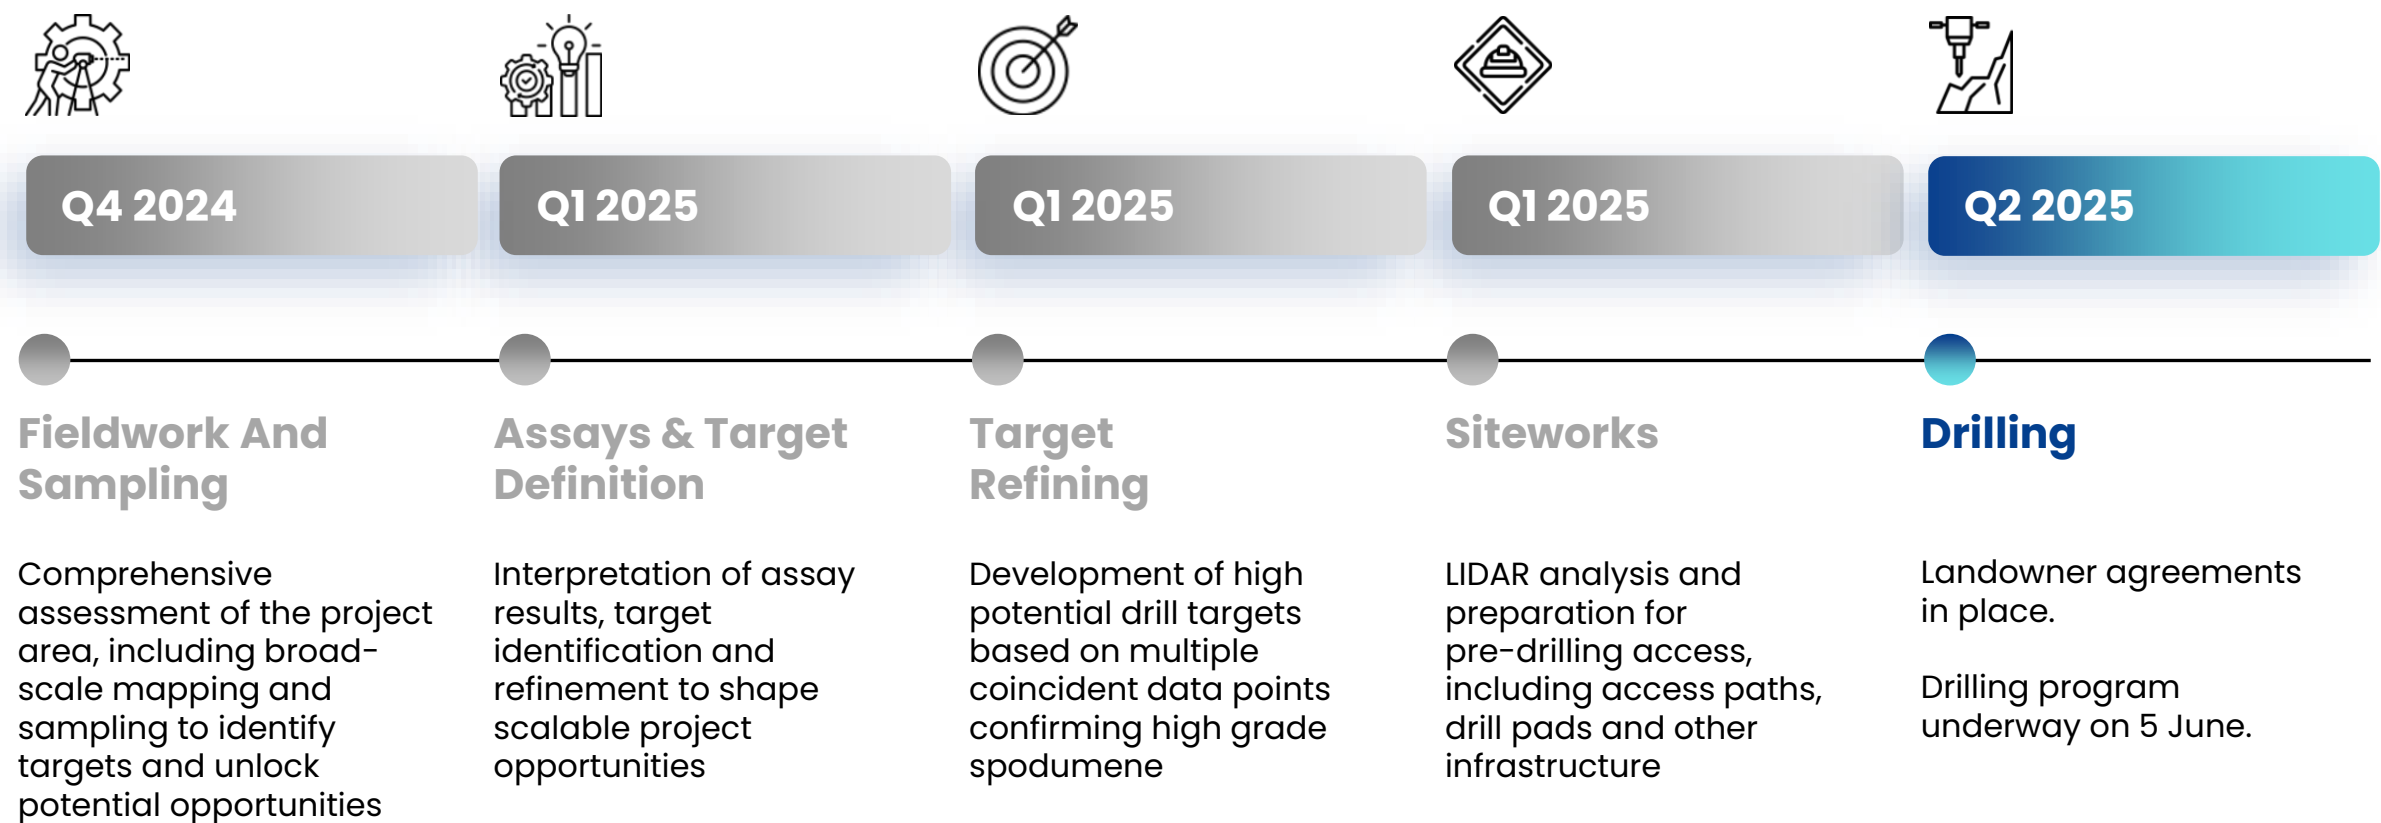 Q4 2024
Q1 2025
Q1 2025
Q1 2025
Q2 2025
Fieldwork And
Sampling
Comprehensive
assessment of the project
area, including broad-
scale mapping and
sampling to identify
targets and unlock
potential opportunities
Assays & Target
Definition
Interpretation of assay
results, target
identification and
refinement to shape
scalable project
opportunities
Target
Refining
Development of high
potential drill targets
based on multiple
coincident data points
confirming high grade
spodumene
Siteworks
LIDAR analysis and
preparation for
pre-drilling access,
including access paths,
drill pads and other
infrastructure
Drilling
Landowner agreements
in place.
Drilling program
underway on 5 June.